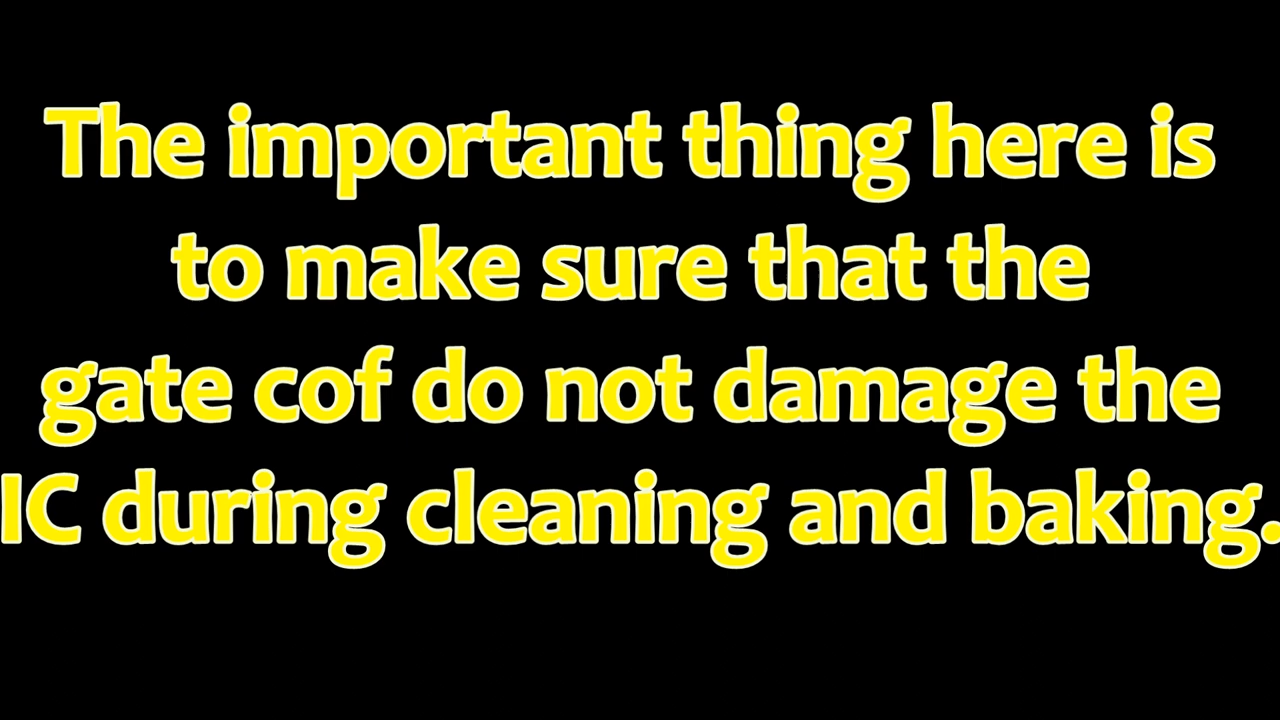 The important thing here is
to make sure that the
gate cof do not damage the
IC during cleaning and baking.